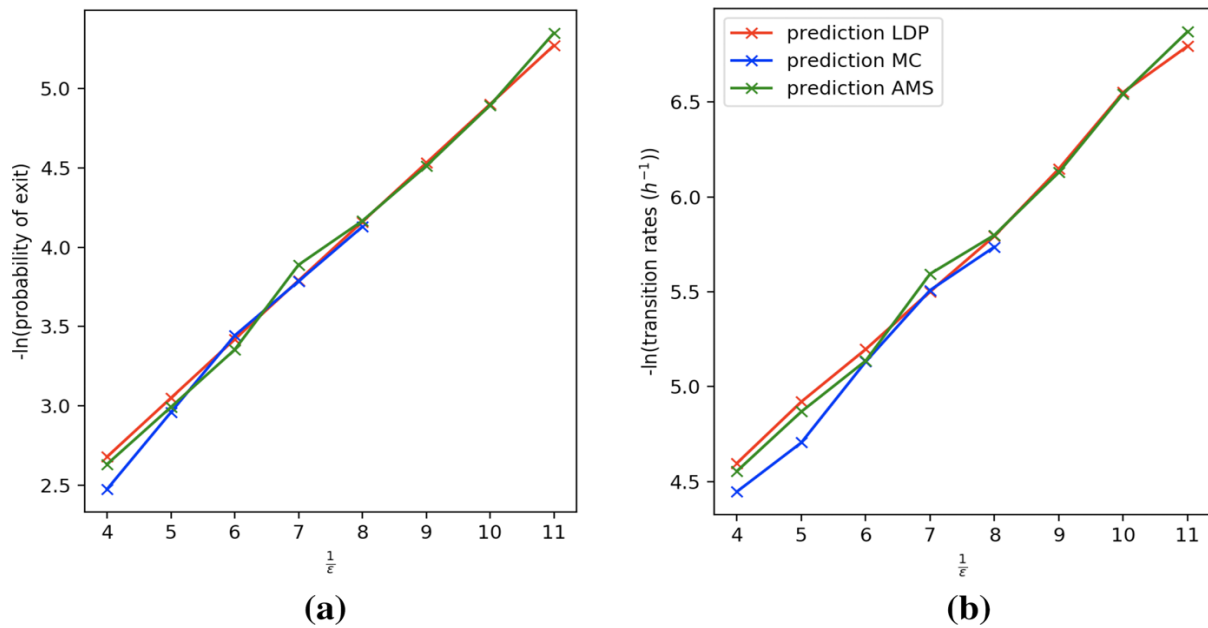 -ln(probability of exit)
5.0
4.5
4.0
3.5
3.0
2.5
4 5 6 7 8 9 10 11
1/ε
(a)
prediction LDP
prediction MC
prediction AMS
-ln(transition rates (h⁻¹))
6.5
6.0
5.5
5.0
4.5
4 5 6 7 8 9 10 11
1/ε
(b)